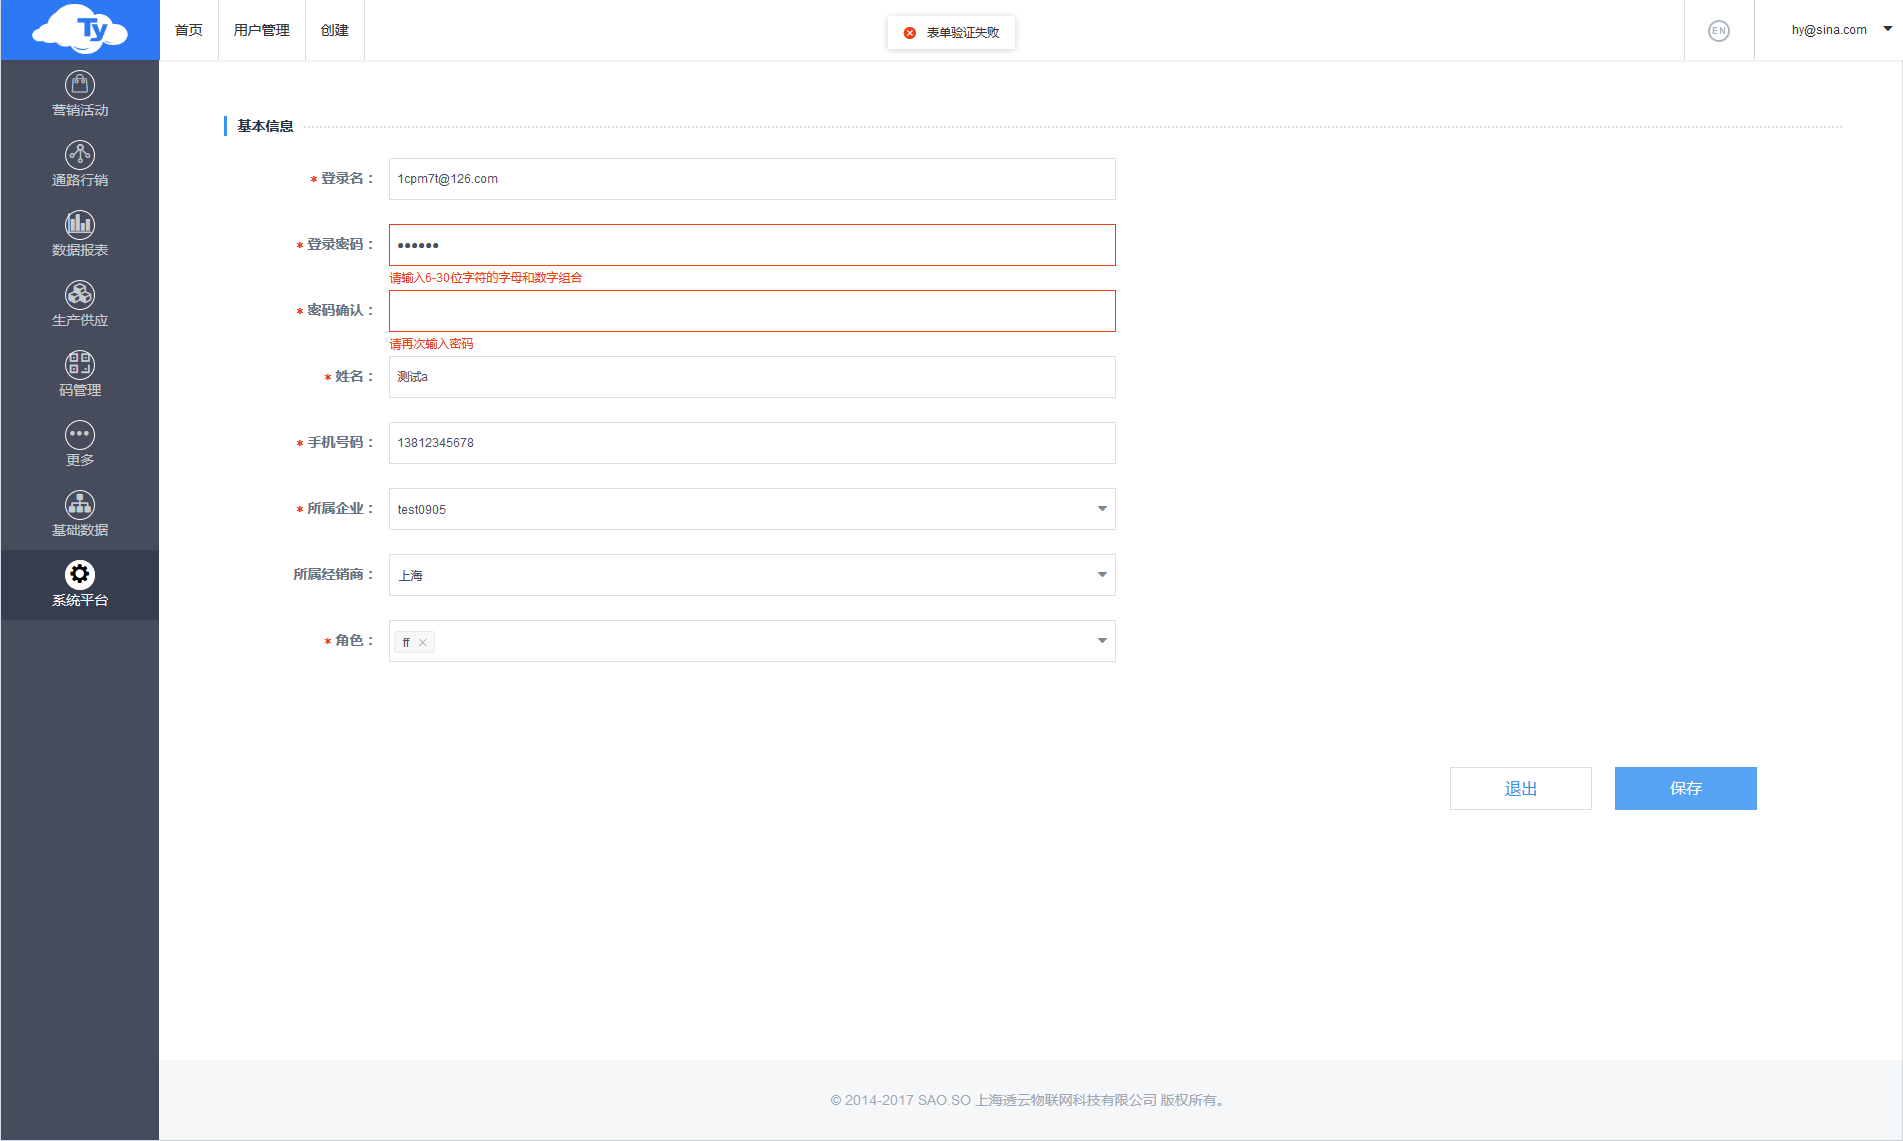 Ty
首页
用户管理
创建
表单验证失败
EN
hy@sina.com
营销活动
通路行销
数据报表
生产供应
码管理
更多
基础数据
系统平台
基本信息
* 登录名：
1cpm7t@126.com
* 登录密码：
••••••
请输入6-30位字符的字母和数字组合
* 密码确认：
请再次输入密码
* 姓名：
测试a
* 手机号码：
13812345678
* 所属企业：
test0905
所属经销商：
上海
* 角色：
ff ×
退出
保存
© 2014-2017 SAO.SO 上海透云物联网科技有限公司 版权所有。